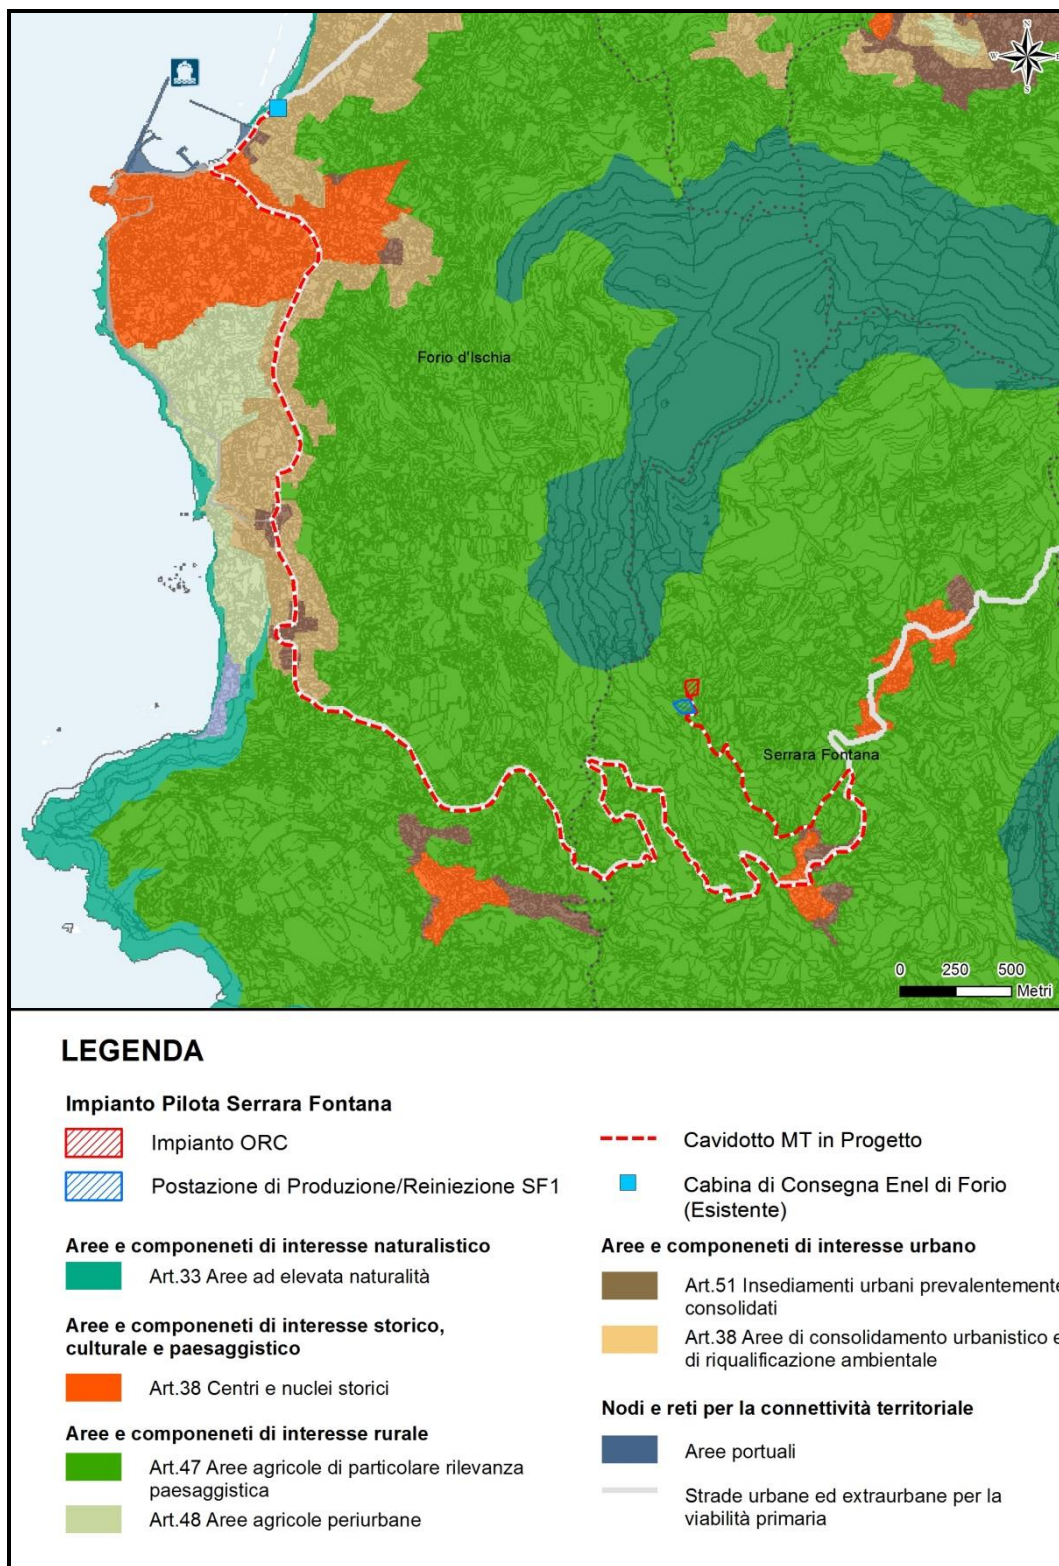 N
W
E
S
Forio d'Ischia
Serrara Fontana
0 250 500
Metri
LEGENDA
Impianto Pilota Serrara Fontana
Impianto ORC
Postazione di Produzione/Reiniezione SF1
Cavidotto MT in Progetto
Cabina di Consegna Enel di Forio
(Esistente)
Aree e componeneti di interesse naturalistico
Art.33 Aree ad elevata naturalità
Aree e componeneti di interesse storico,
culturale e paesaggistico
Art.38 Centri e nuclei storici
Aree e componeneti di interesse rurale
Art.47 Aree agricole di particolare rilevanza
paesaggistica
Art.48 Aree agricole periurbane
Aree e componeneti di interesse urbano
Art.51 Insediamenti urbani prevalentemente
consolidati
Art.38 Aree di consolidamento urbanistico e
di riqualificazione ambientale
Nodi e reti per la connettività territoriale
Aree portuali
Strade urbane ed extraurbane per la
viabilità primaria